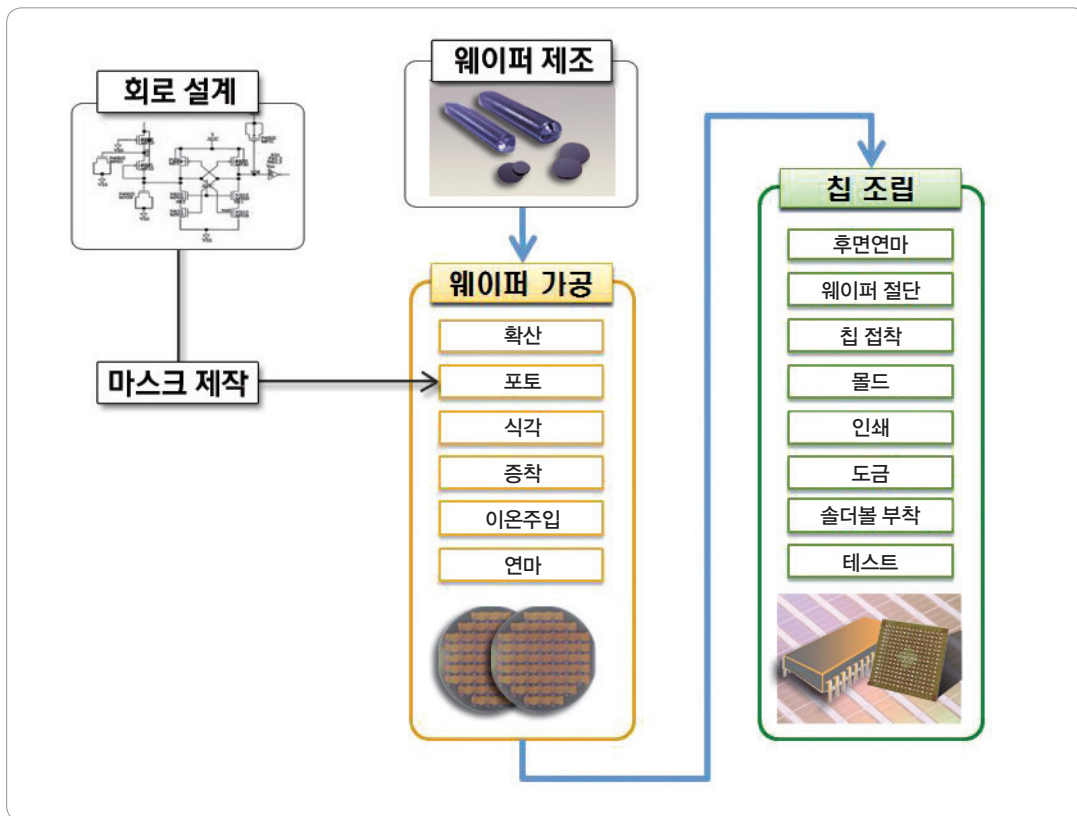 회로 설계
웨이퍼 제조
마스크 제작
웨이퍼 가공
확산
포토
식각
증착
이온주입
연마
칩 조립
후면연마
웨이퍼 절단
칩 접착
몰드
인쇄
도금
솔더볼 부착
테스트